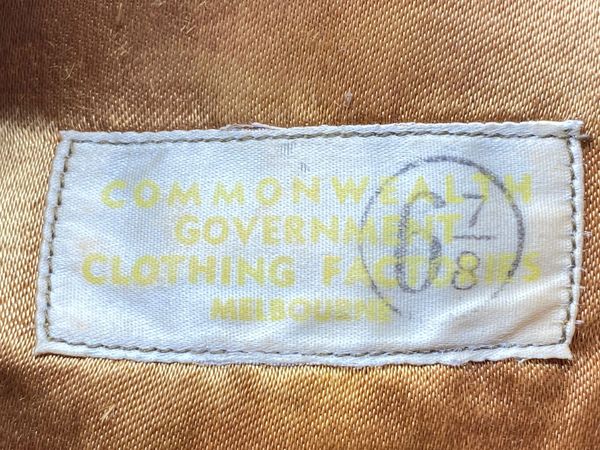 COMMONWEALTH
GOVERNMENT
CLOTHING FACTORIES
MELBOURNE
6 7/8